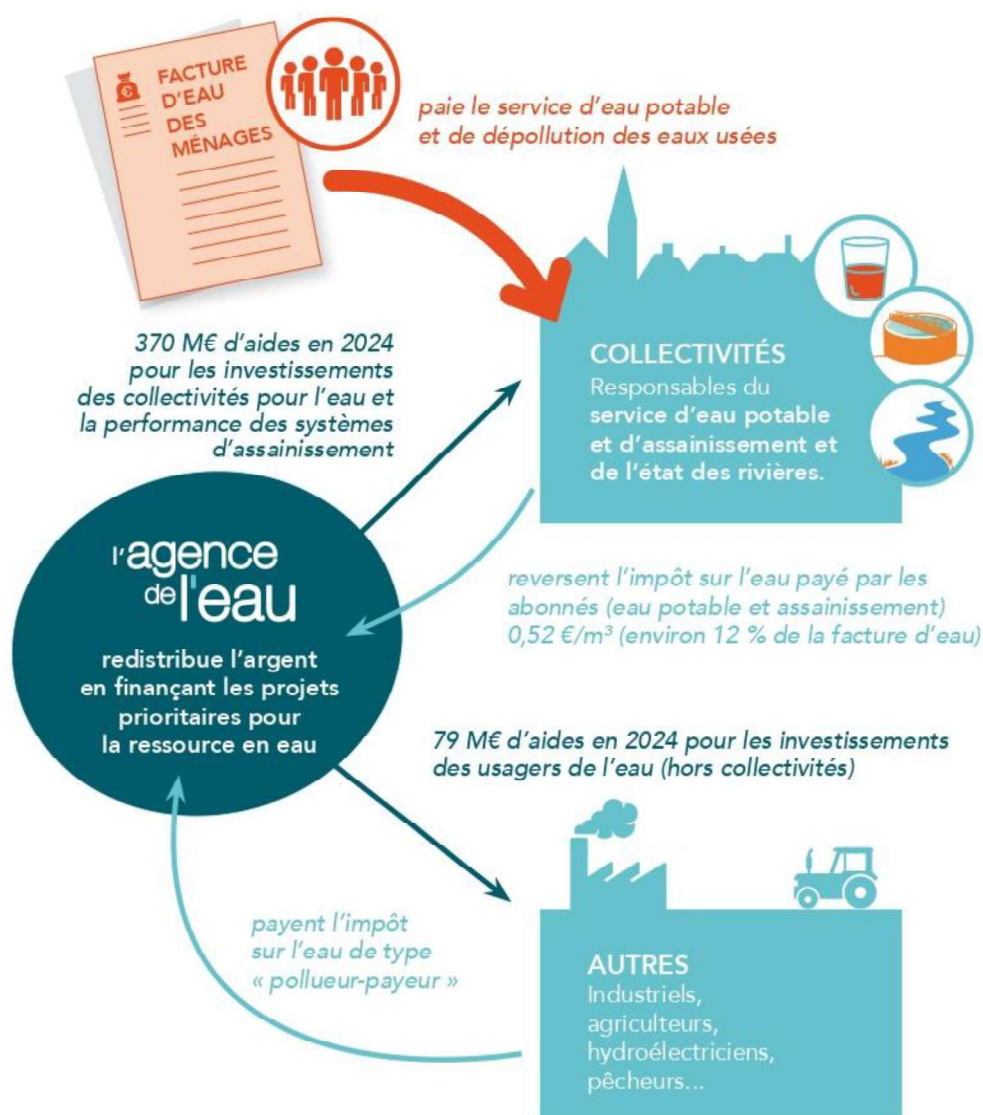 FACTURE
D'EAU
DES
MÉNAGES
paie le service d'eau potable
et de dépollution des eaux usées
370 M€ d'aides en 2024
pour les investissements
des collectivités pour l'eau et
la performance des systèmes
d'assainissement
COLLECTIVITÉS
Responsables du
service d'eau potable
et d'assainissement et
de l'état des rivières.
l'agence
de l'eau
redistribue l'argent
en finançant les projets
prioritaires pour
la ressource en eau
reversent l'impôt sur l'eau payé par les
abonnés (eau potable et assainissement)
0,52 €/m³ (environ 12 % de la facture d'eau)
79 M€ d'aides en 2024 pour les investissements
des usagers de l'eau (hors collectivités)
payent l'impôt
sur l'eau de type
« pollueur-payeur »
AUTRES
Industriels,
agriculteurs,
hydroélectriciens,
pêcheurs...